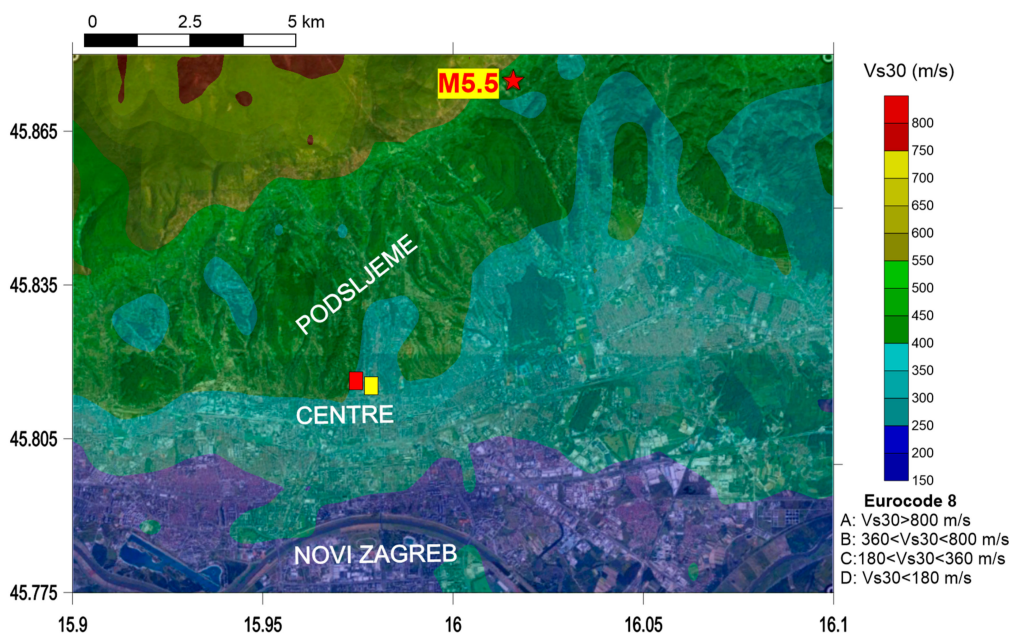 0 2.5 5 km
Vs30 (m/s)
M5.5
45.865
45.835
45.805
45.775
PODSLJEME
CENTRE
NOVI ZAGREB
800
750
700
650
600
550
500
450
400
350
300
250
200
150
Eurocode 8
A: Vs30>800 m/s
B: 360<Vs30<800 m/s
C:180<Vs30<360 m/s
D: Vs30<180 m/s
15.9 15.95 16 16.05 16.1